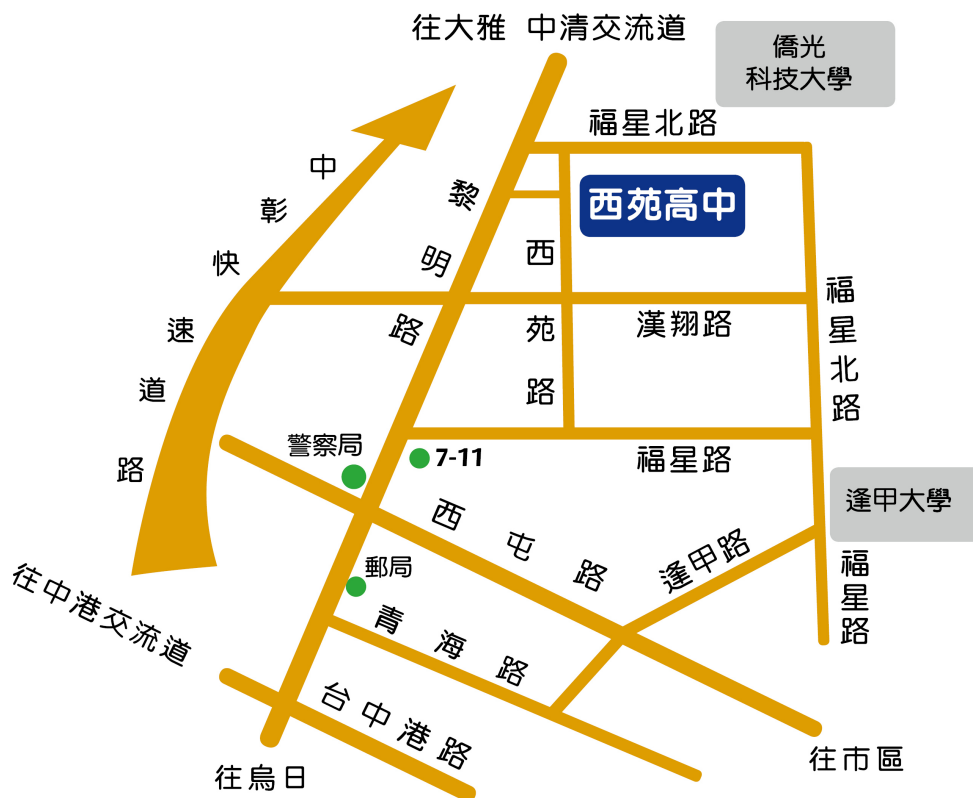 往大雅 中清交流道
僑光
科技大學
福星北路
中彰快速道路
黎明路
西苑高中
西苑路
漢翔路
福星北路
警察局
7-11
福星路
西屯路
逢甲路
逢甲大學
郵局
福星路
青海路
往中港交流道
台中港路
往烏日
往市區